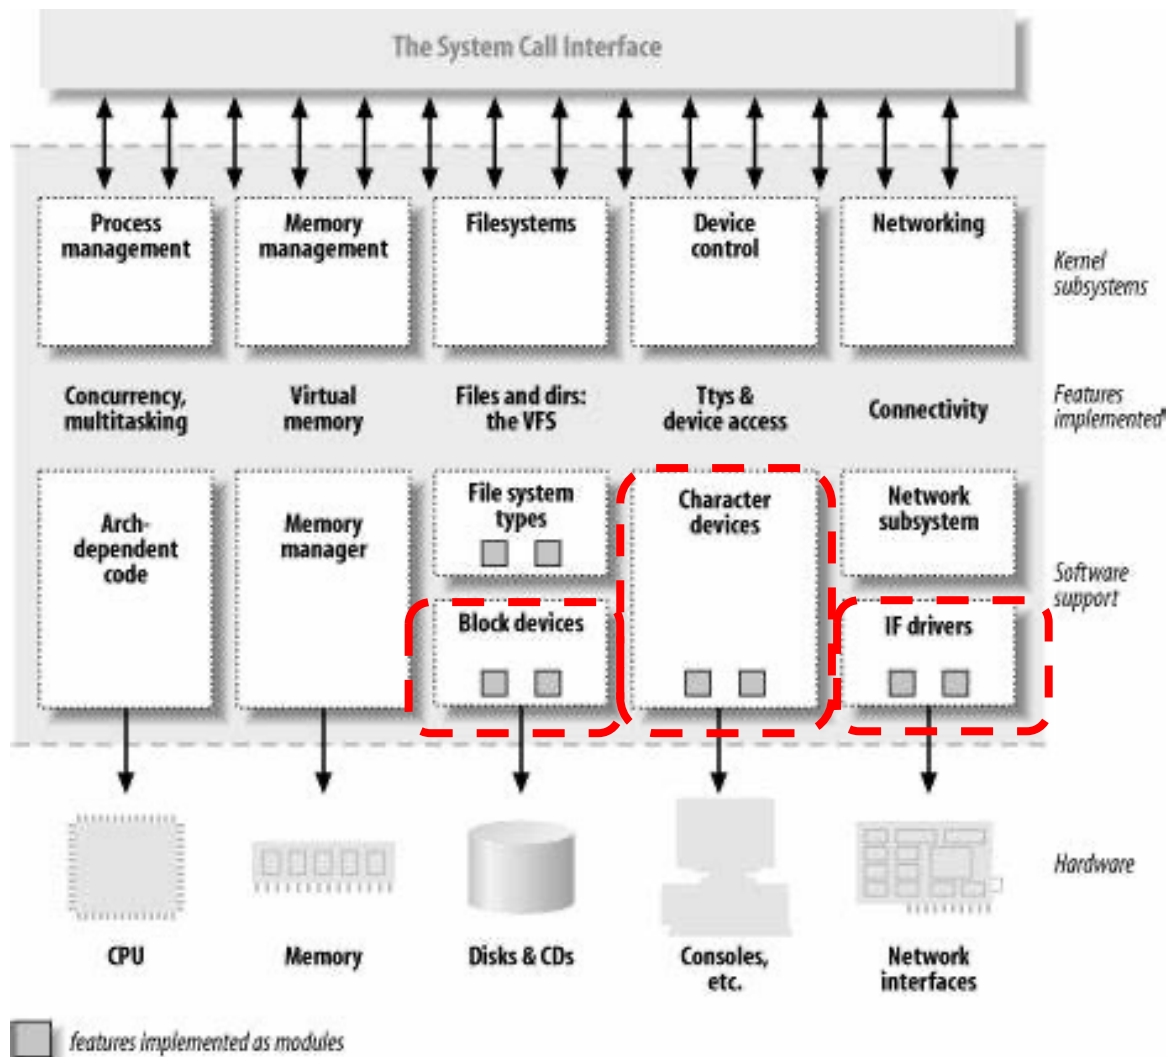 The System Call Interface
Process
management
Memory
management
Filesystems
Device
control
Networking
Kernel
subsystems
Concurrency,
multitasking
Virtual
memory
Files and dirs:
the VFS
Ttys &
device access
Connectivity
Features
implemented
Arch-
dependent
code
Memory
manager
File system
types
Character
devices
Network
subsystem
Software
support
Block devices
IF drivers
Hardware
CPU
Memory
Disks & CDs
Consoles,
etc.
Network
interfaces
features implemented as modules